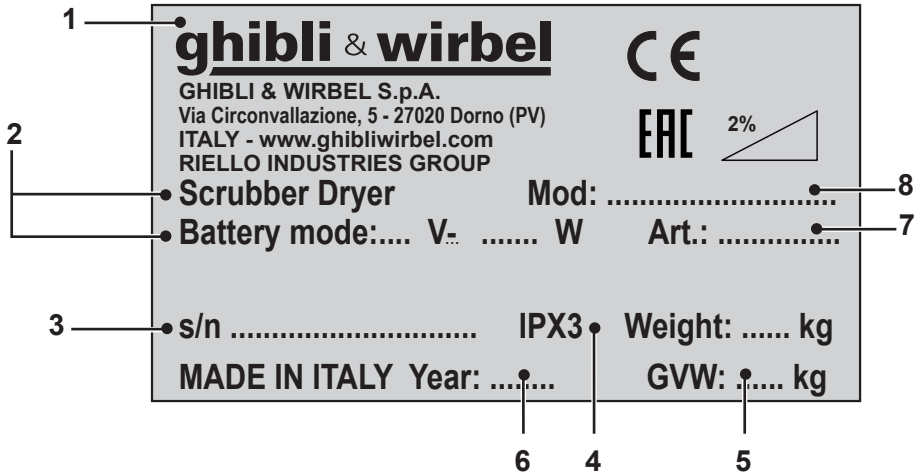 1
ghibli & wirbel
CE
GHIBLI & WIRBEL S.p.A.
Via Circonvallazione, 5 - 27020 Dorno (PV)
ITALY - www.ghibliwirbel.com
RIELLO INDUSTRIES GROUP
EAC
2%
2
Scrubber Dryer Mod: ........................... 8
Battery mode:.... V⎓ ....... W Art.: ............... 7
3 s/n ............................ IPX3 Weight: ...... kg
MADE IN ITALY Year: ........ GVW: ...... kg
6 4 5